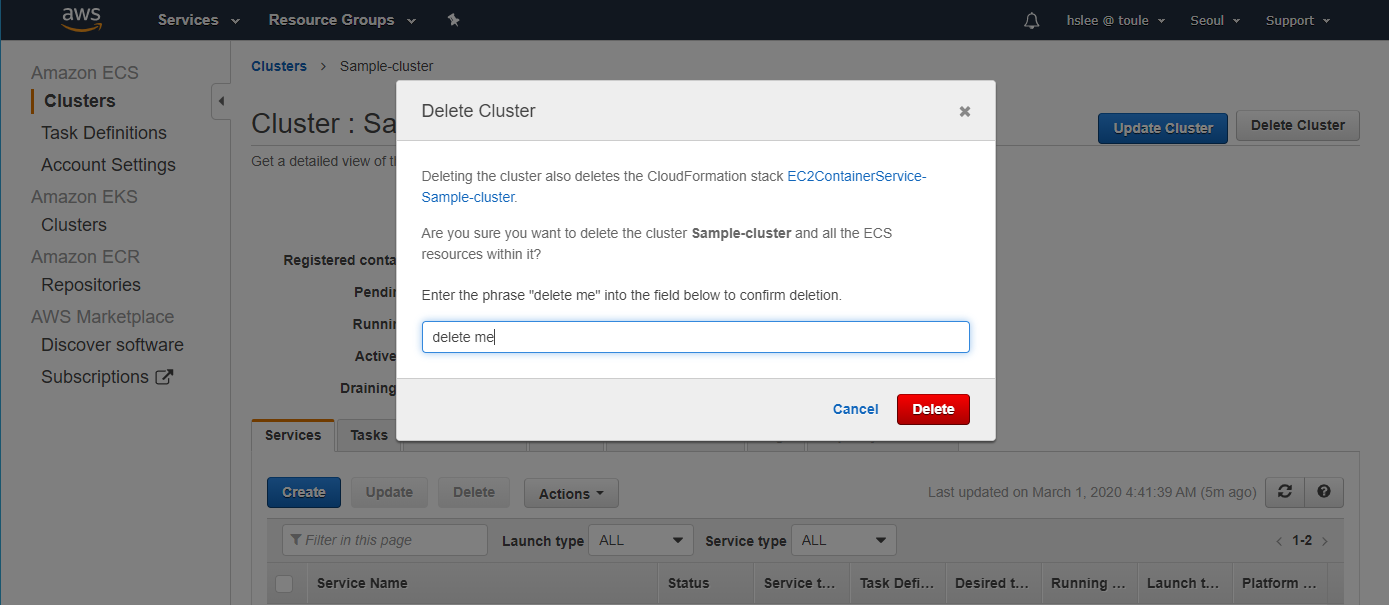 aws
Services
Resource Groups
hslee @ toule
Seoul
Support
Amazon ECS
Clusters
Task Definitions
Account Settings
Amazon EKS
Clusters
Amazon ECR
Repositories
AWS Marketplace
Discover software
Subscriptions
Clusters > Sample-cluster
Cluster : Sa
Update Cluster
Delete Cluster
Get a detailed view of t
Registered conta
Pendin
Runnin
Active
Draining
Delete Cluster
Deleting the cluster also deletes the CloudFormation stack EC2ContainerService-
Sample-cluster.
Are you sure you want to delete the cluster Sample-cluster and all the ECS
resources within it?
Enter the phrase "delete me" into the field below to confirm deletion.
delete me
Cancel
Delete
Services
Tasks
Create
Update
Delete
Actions
Last updated on March 1, 2020 4:41:39 AM (5m ago)
Filter in this page
Launch type
ALL
Service type
ALL
< 1-2 >
Service Name
Status
Service t...
Task Defi...
Desired t...
Running ...
Launch t...
Platform ...